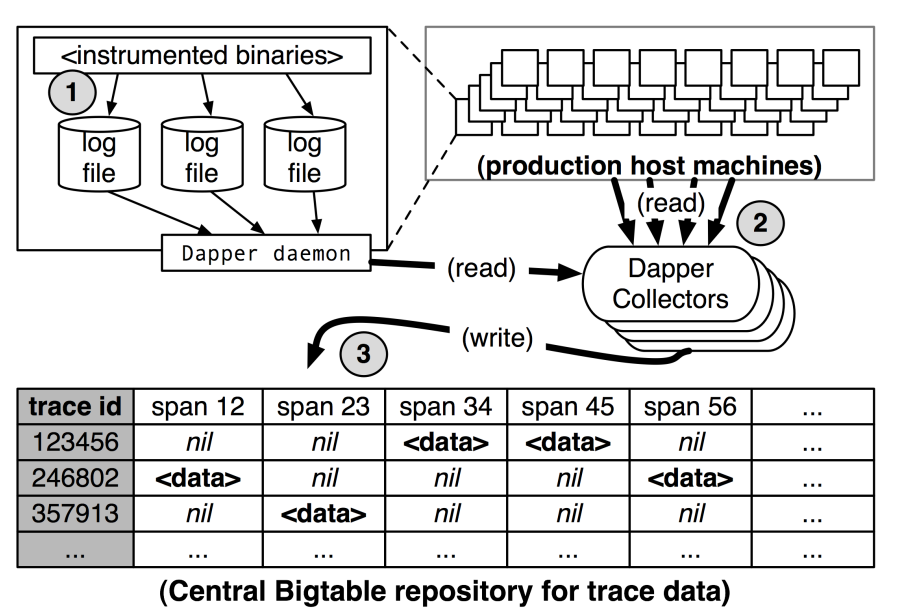 <instrumented binaries>
1
log
file
log
file
log
file
Dapper daemon
(production host machines)
(read)
2
(read)
Dapper
Collectors
(write)
3
trace id span 12 span 23 span 34 span 45 span 56 ...
123456 nil nil <data> <data> nil ...
246802 <data> nil nil nil <data> ...
357913 nil <data> nil nil nil ...
... ... ... ... ... ... ...
(Central Bigtable repository for trace data)